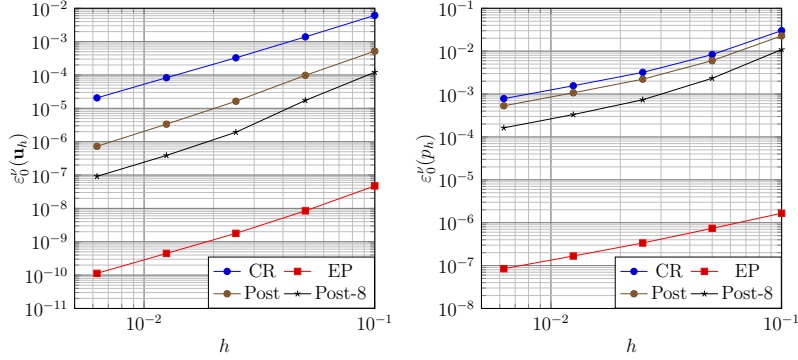 10⁻²
10⁻³
10⁻⁴
10⁻⁵
10⁻⁶
10⁻⁷
10⁻⁸
10⁻⁹
10⁻¹⁰
10⁻¹¹
ε₀^ν(𝐮_h)
10⁻² 10⁻¹
h
CR EP
Post Post-8
10⁻¹
10⁻²
10⁻³
10⁻⁴
10⁻⁵
10⁻⁶
10⁻⁷
10⁻⁸
ε₀^ν(p_h)
10⁻² 10⁻¹
h
CR EP
Post Post-8